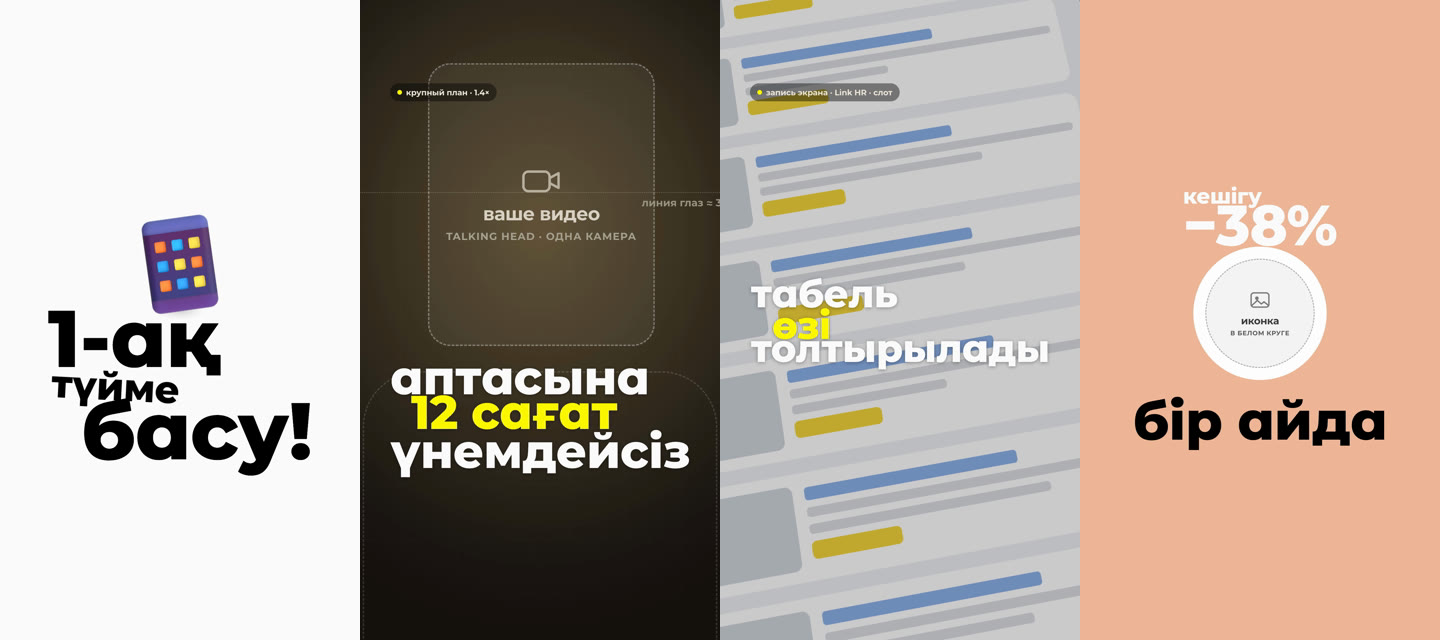 1-ақ
түйме
басу!
крупный план · 1.4×
ваше видео
TALKING HEAD · ОДНА КАМЕРА
линия глаз ≈ 3
аптасына
12 сағат
үнемдейсіз
запись экрана · Link HR · слот
табель
өзі
толтырылады
кешігу
–38%
иконка
В БЕЛОМ КРУГЕ
бір айда